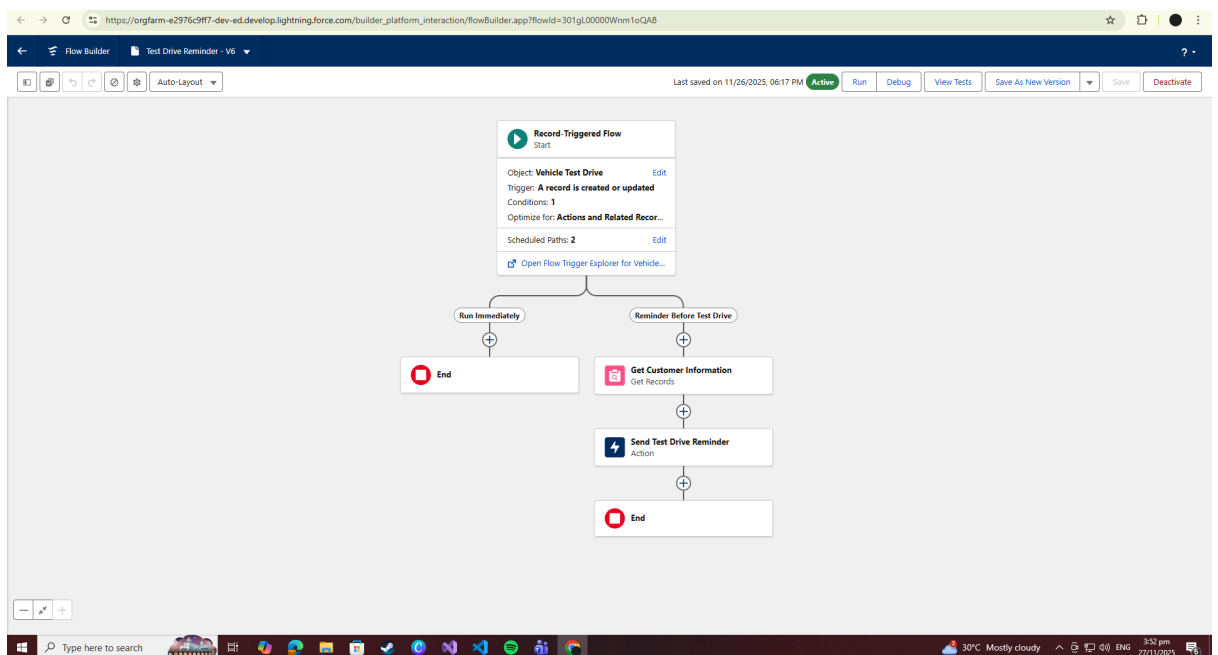 https://orgfarm-e2976c9ff7-dev-ed.develop.lightning.force.com/builder_platform_interaction/flowBuilder.app?flowId=301gL00000Wnm1oQAB
Flow Builder
Test Drive Reminder - V6
?
Auto-Layout
Last saved on 11/26/2025, 06:17 PM
Active
Run
Debug
View Tests
Save As New Version
Save
Deactivate
Record-Triggered Flow
Start
Object: Vehicle Test Drive Edit
Trigger: A record is created or updated
Conditions: 1
Optimize for: Actions and Related Recor...
Scheduled Paths: 2 Edit
Open Flow Trigger Explorer for Vehicle...
Run Immediately
Reminder Before Test Drive
End
Get Customer Information
Get Records
Send Test Drive Reminder
Action
End
Type here to search
30°C Mostly cloudy
ENG
3:52 pm
27/11/2025
6